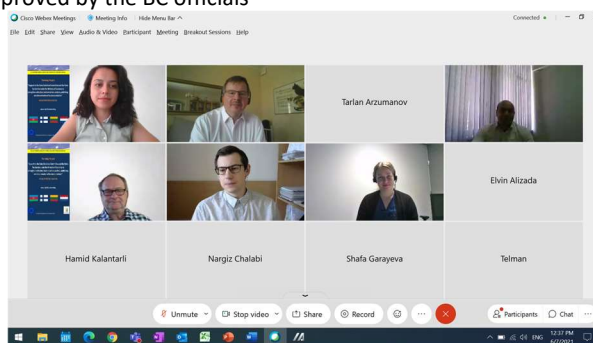 proved by the BC officials
Cisco Webex Meetings
Meeting Info
Hide Menu Bar
Connected
File Edit Share View Audio & Video Participant Meeting Breakout Sessions Help
Tarlan Arzumanov
Elvin Alizada
Hamid Kalantarli
Nargiz Chalabi
Shafa Garayeva
Telman
Unmute
Stop video
Share
Record
Participants
Chat
ENG
12:37 PM
6/7/2021